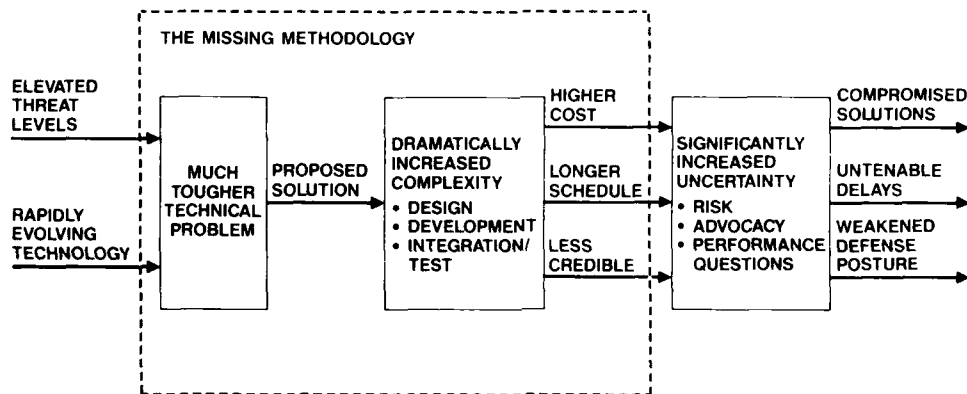 THE MISSING METHODOLOGY
ELEVATED
THREAT
LEVELS
RAPIDLY
EVOLVING
TECHNOLOGY
MUCH
TOUGHER
TECHNICAL
PROBLEM
PROPOSED
SOLUTION
DRAMATICALLY
INCREASED
COMPLEXITY
• DESIGN
• DEVELOPMENT
• INTEGRATION/
TEST
HIGHER
COST
LONGER
SCHEDULE
LESS
CREDIBLE
SIGNIFICANTLY
INCREASED
UNCERTAINTY
• RISK
• ADVOCACY
• PERFORMANCE
QUESTIONS
COMPROMISED
SOLUTIONS
UNTENABLE
DELAYS
WEAKENED
DEFENSE
POSTURE